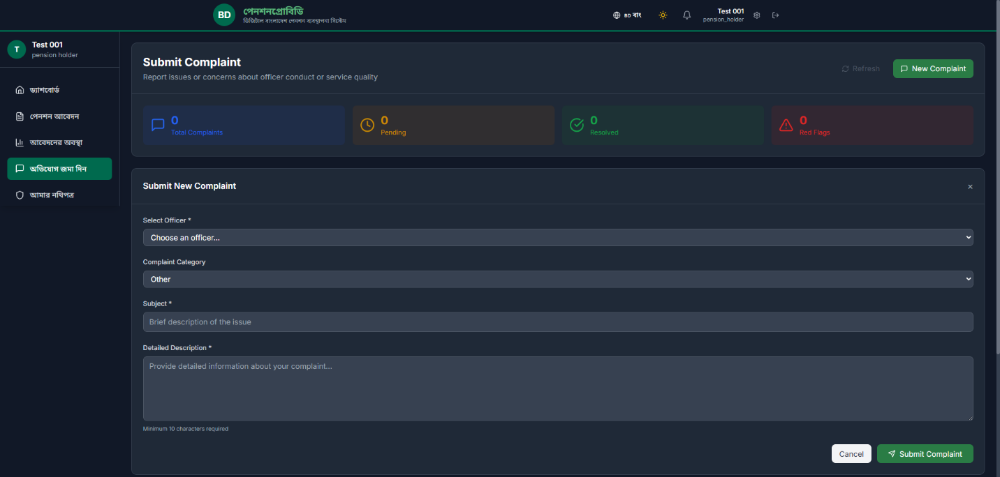 BD
পেনশনপ্রোবিডি
ডিজিটাল বাংলাদেশ পেনশন ব্যবস্থাপনা সিস্টেম
BD বাং
Test 001
pension_holder
T
Test 001
pension holder
ড্যাশবোর্ড
পেনশন আবেদন
আবেদনের অবস্থা
অভিযোগ জমা দিন
আমার নথিপত্র
Submit Complaint
Report issues or concerns about officer conduct or service quality
Refresh
New Complaint
0
Total Complaints
0
Pending
0
Resolved
0
Red Flags
Submit New Complaint
×
Select Officer *
Choose an officer...
Complaint Category
Other
Subject *
Brief description of the issue
Detailed Description *
Provide detailed information about your complaint...
Minimum 10 characters required
Cancel
Submit Complaint